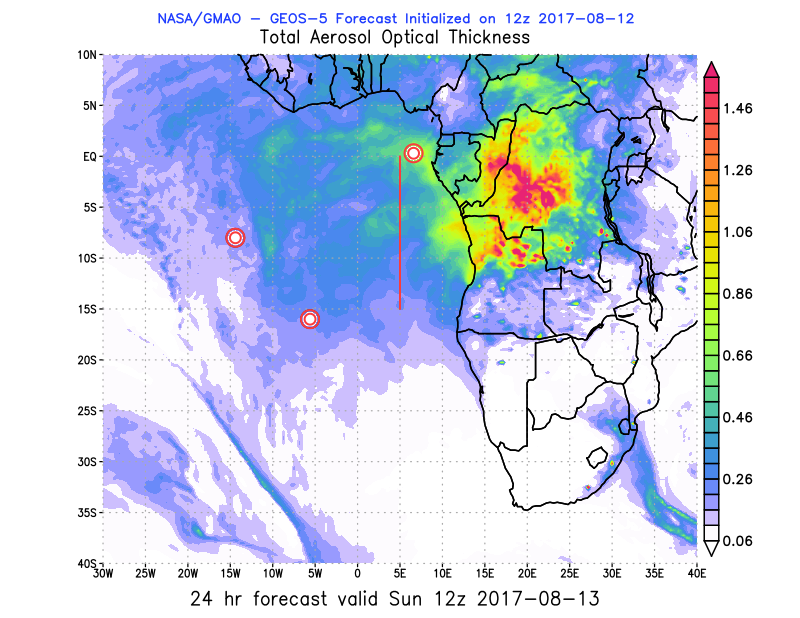 NASA/GMAO - GEOS-5 Forecast Initialized on 12z 2017-08-12
Total Aerosol Optical Thickness
10N
5N
EQ
5S
10S
15S
20S
25S
30S
35S
40S
30W 25W 20W 15W 10W 5W 0 5E 10E 15E 20E 25E 30E 35E 40E
1.46
1.26
1.06
0.86
0.66
0.46
0.26
0.06
24 hr forecast valid Sun 12z 2017-08-13